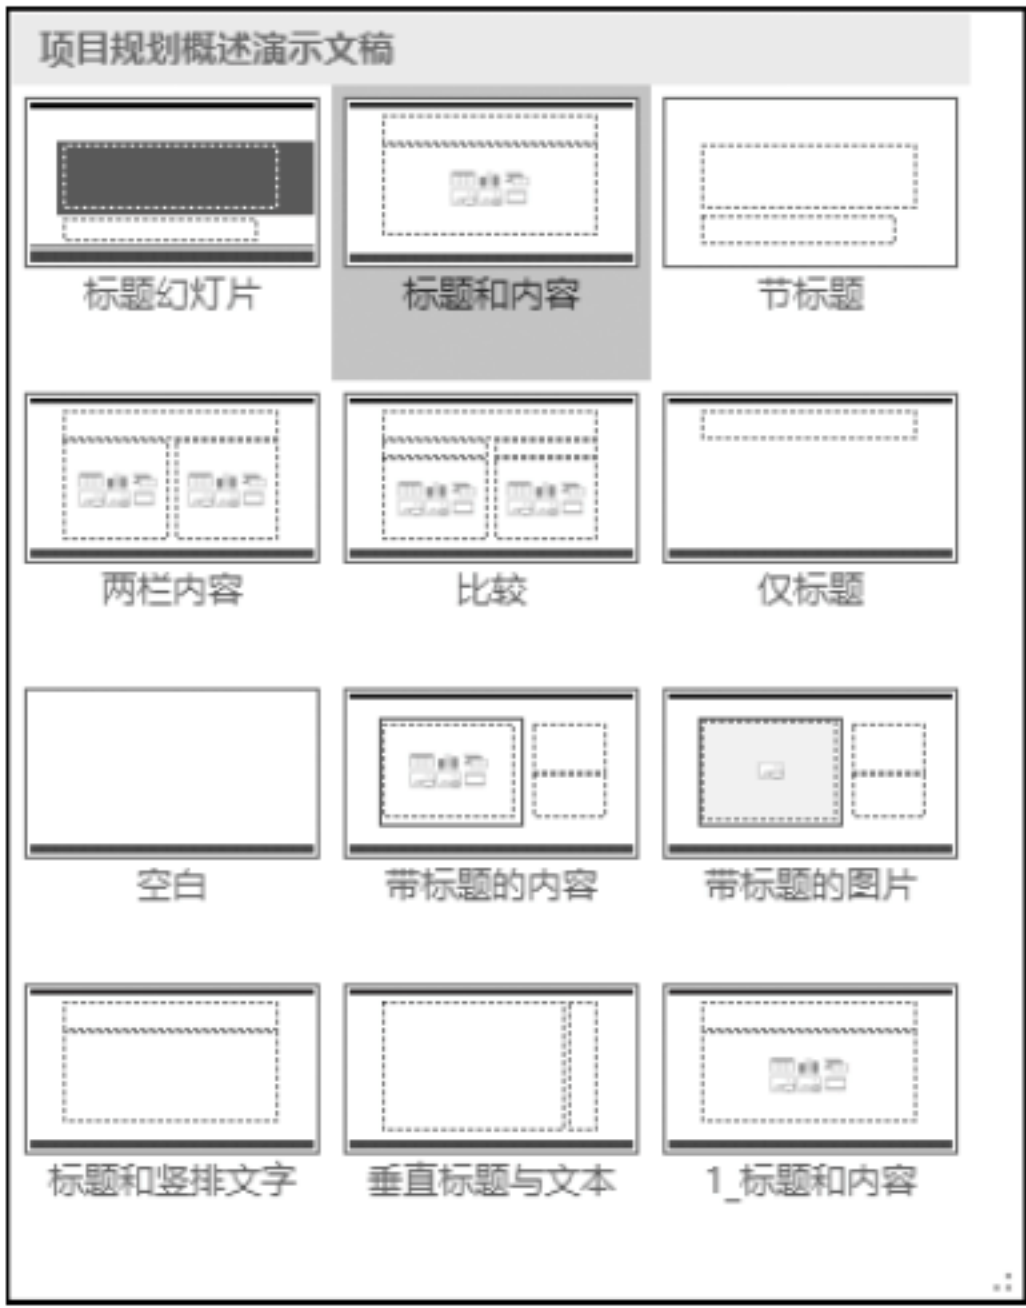 项目规划概述演示文稿
标题幻灯片
标题和内容
节标题
两栏内容
比较
仅标题
空白
带标题的内容
带标题的图片
标题和竖排文字
垂直标题与文本
1_标题和内容